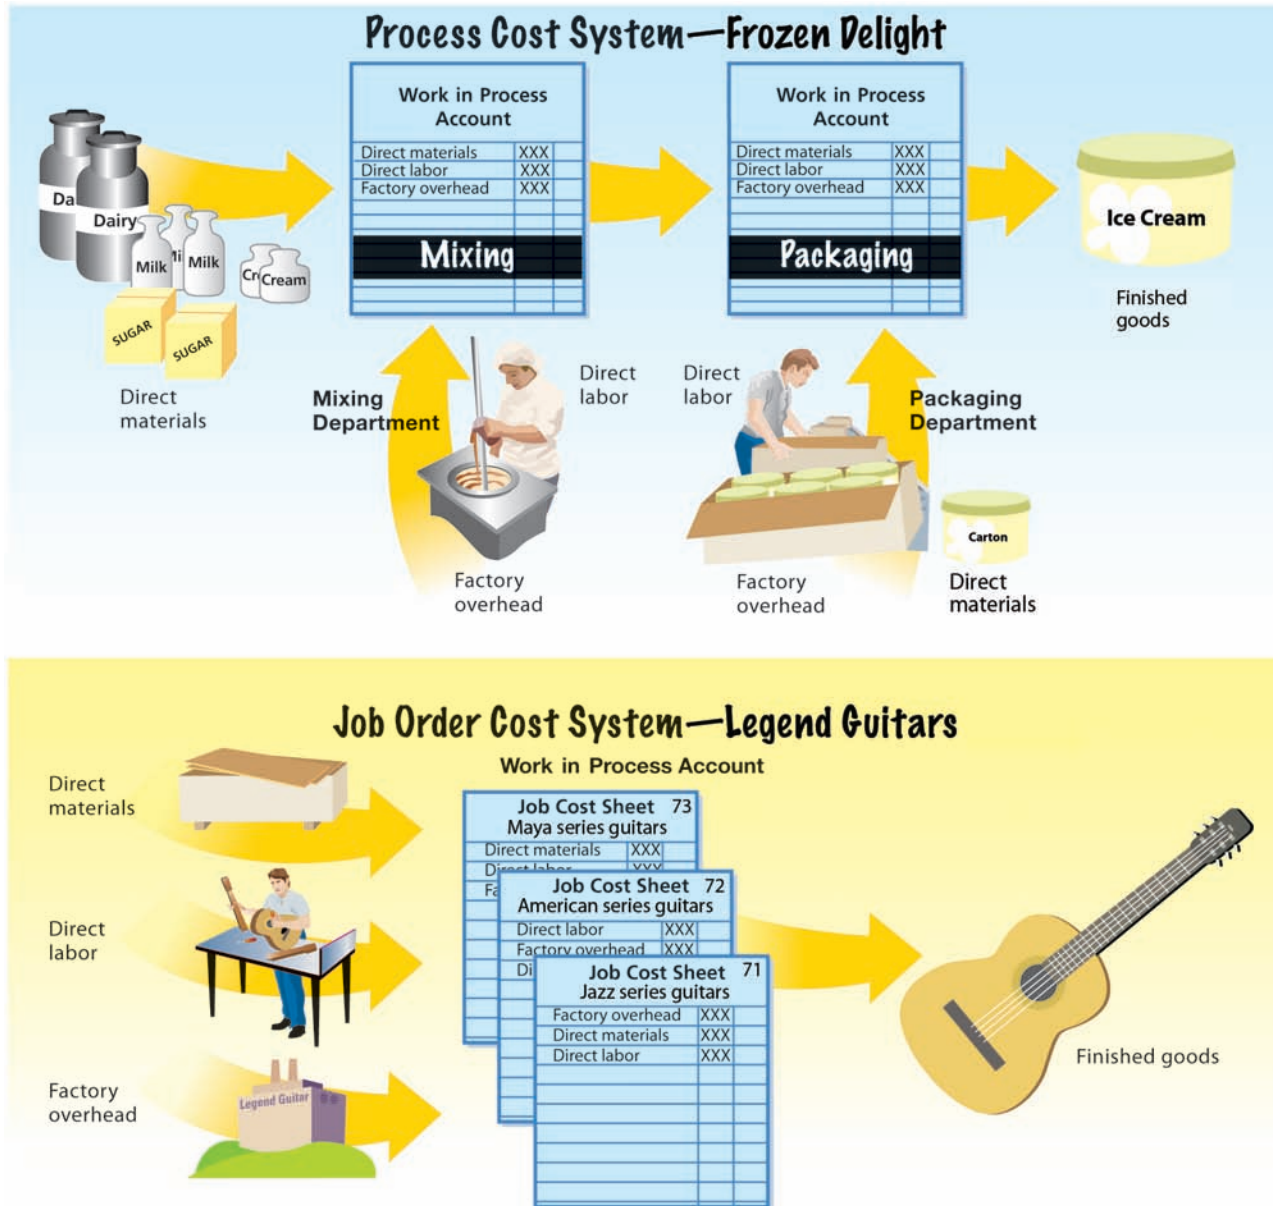 Process Cost System—Frozen Delight
Work in Process
Account
Direct materials XXX
Direct labor XXX
Factory overhead XXX
Mixing
Work in Process
Account
Direct materials XXX
Direct labor XXX
Factory overhead XXX
Packaging
Dairy
Milk
Milk
Cream
SUGAR
SUGAR
Direct
materials
Ice Cream
Finished
goods
Mixing
Department
Direct
labor
Factory
overhead
Direct
labor
Packaging
Department
Factory
overhead
Carton
Direct
materials
Job Order Cost System—Legend Guitars
Work in Process Account
Direct
materials
Direct
labor
Factory
overhead
Legend Guitar
Job Cost Sheet 73
Maya series guitars
Direct materials XXX
Direct labor XXX
Job Cost Sheet 72
American series guitars
Direct labor XXX
Factory overhead XXX
Di
Job Cost Sheet 71
Jazz series guitars
Factory overhead XXX
Direct materials XXX
Direct labor XXX
Finished goods